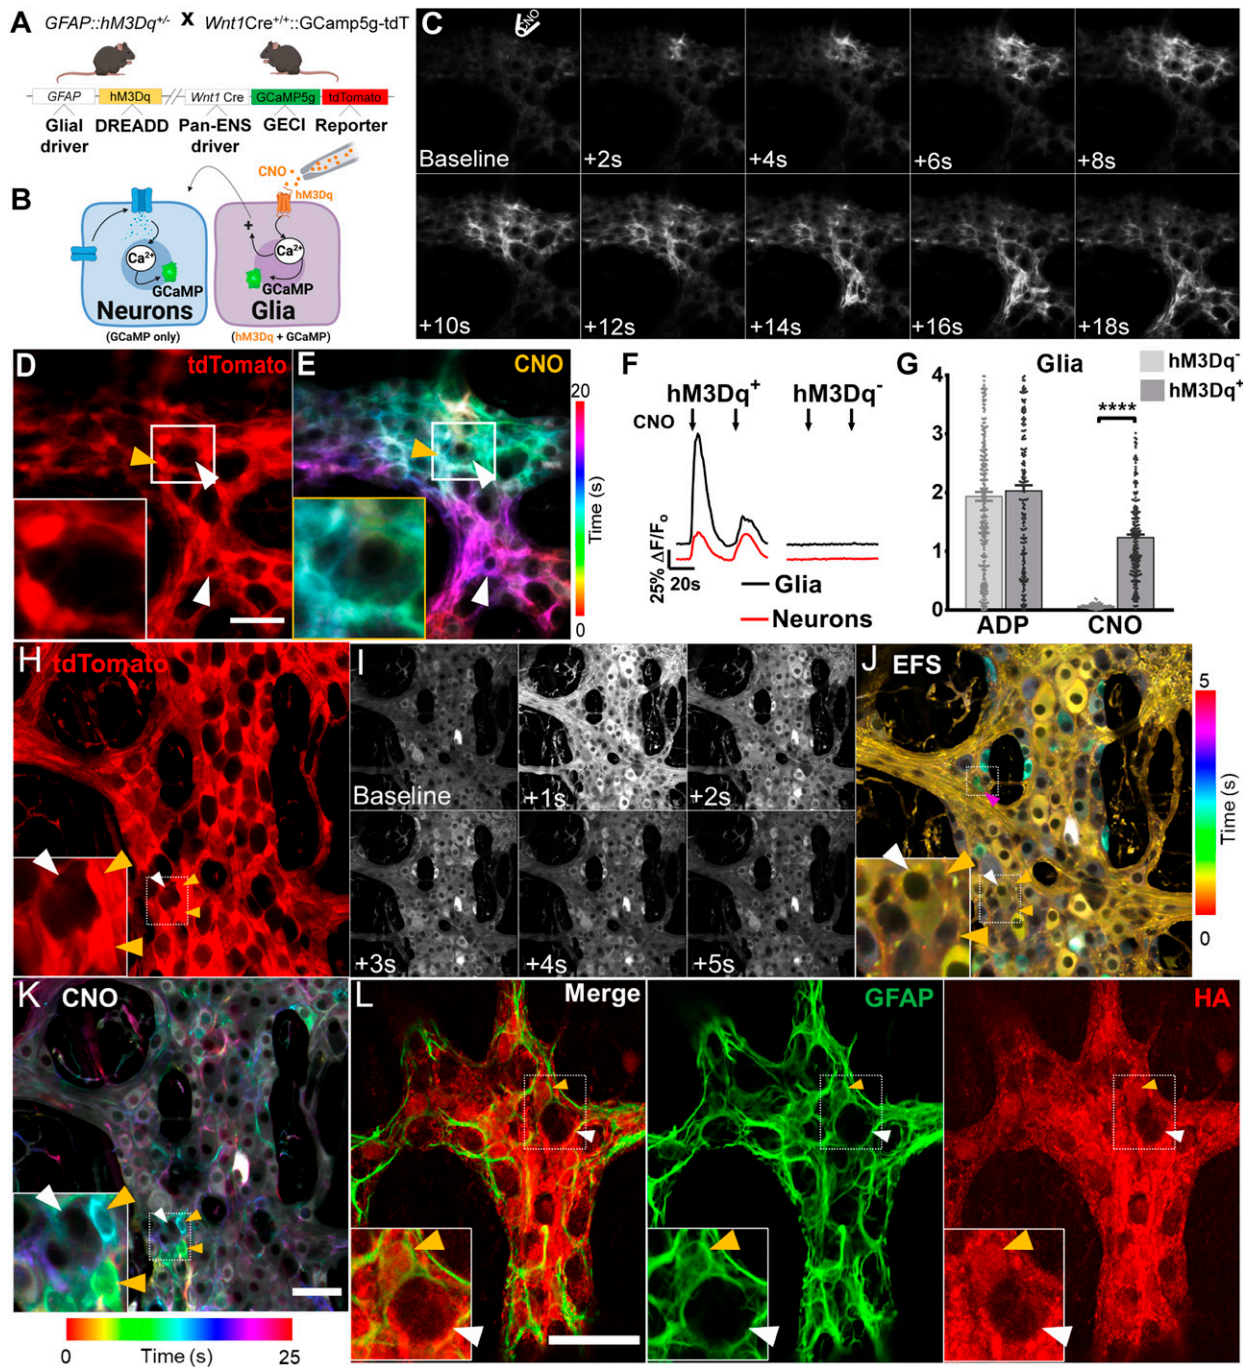 A
GFAP::hM3Dq+/- x Wnt1Cre+/+::GCamp5g-tdT
GFAP hM3Dq Wnt1 Cre GCaMP5g tdTomato
Glial driver
DREADD
Pan-ENS driver
GECI
Reporter
B
CNO
hM3Dq
+
Ca2+
GCaMP
Neurons
(GCaMP only)
Ca2+
GCaMP
Glia
(hM3Dq + GCaMP)
C
CNO
Baseline
+2s
+4s
+6s
+8s
+10s
+12s
+14s
+16s
+18s
D
tdTomato
E
CNO
20
Time (s)
0
F
hM3Dq+ hM3Dq-
CNO
25% ΔF/Fo
20s
Glia
Neurons
G
Glia
hM3Dq-
hM3Dq+
****
4
3
2
1
0
ADP CNO
H
tdTomato
I
Baseline
+1s
+2s
+3s
+4s
+5s
J
EFS
5
Time (s)
0
K
CNO
0 Time (s) 25
L
Merge
GFAP
HA